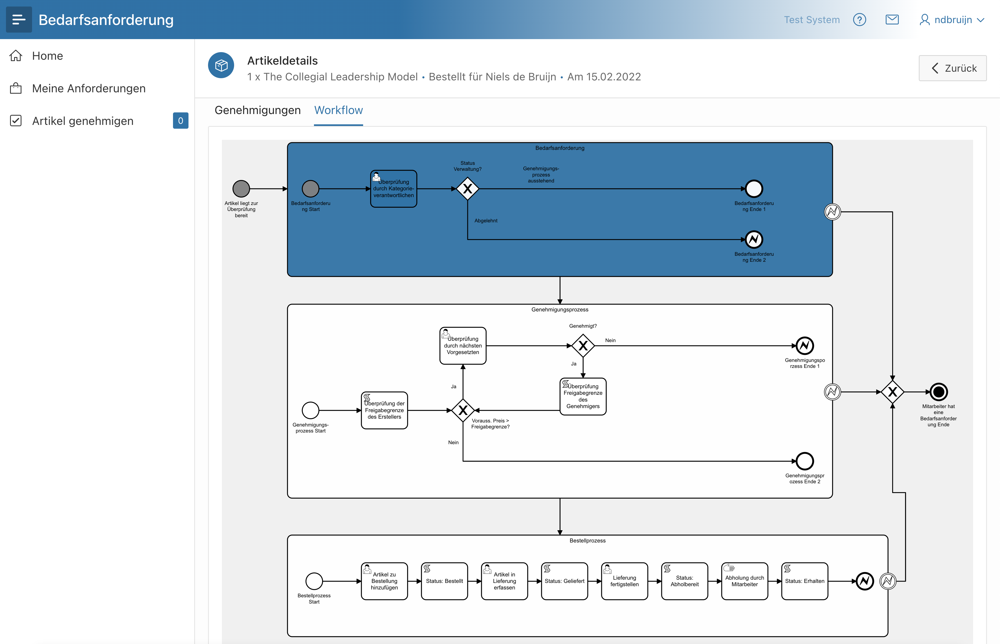 Bedarfsanforderung
Test System
ndbruijn
Home
Meine Anforderungen
Artikel genehmigen
0
Artikeldetails
1 x The Collegial Leadership Model • Bestellt für Niels de Bruijn • Am 15.02.2022
Zurück
Genehmigungen
Workflow
Bedarfsanforderung
Artikel liegt zur
Überprüfung
bereit
Bedarfsanforderu
ng Start
Überprüfung
durch Kategorie-
verantwortlichen
Status
Verwaltung?
Genehmigungs-
prozess
ausstehend
Abgelehnt
Bedarfsanforderu
ng Ende 1
Bedarfsanforderu
ng Ende 2
Genehmigungsprozess
Genehmigungs-
prozess Start
Überprüfung der
Freigabegrenze
des Erstellers
Ja
Überprüfung
durch nächsten
Vorgesetzten
Genehmigt?
Nein
Ja
Überprüfung
Freigabegrenze
des
Genehmigers
Vorauss. Preis >
Freigabegrenze?
Nein
Genehmigungspo
rzess Ende 1
Genehmigungspr
ozess Ende 2
Mitarbeiter hat
eine
Bedarfsanforder
ung Ende
Bestellprozess
Bestellprozess
Start
Artikel zu
Bestellung
hinzufügen
Status: Bestellt
Artikel in
Lieferung
erfassen
Status: Geliefert
Lieferung
fertigstellen
Status:
Abholbereit
Abholung durch
Mitarbeiter
Status: Erhalten